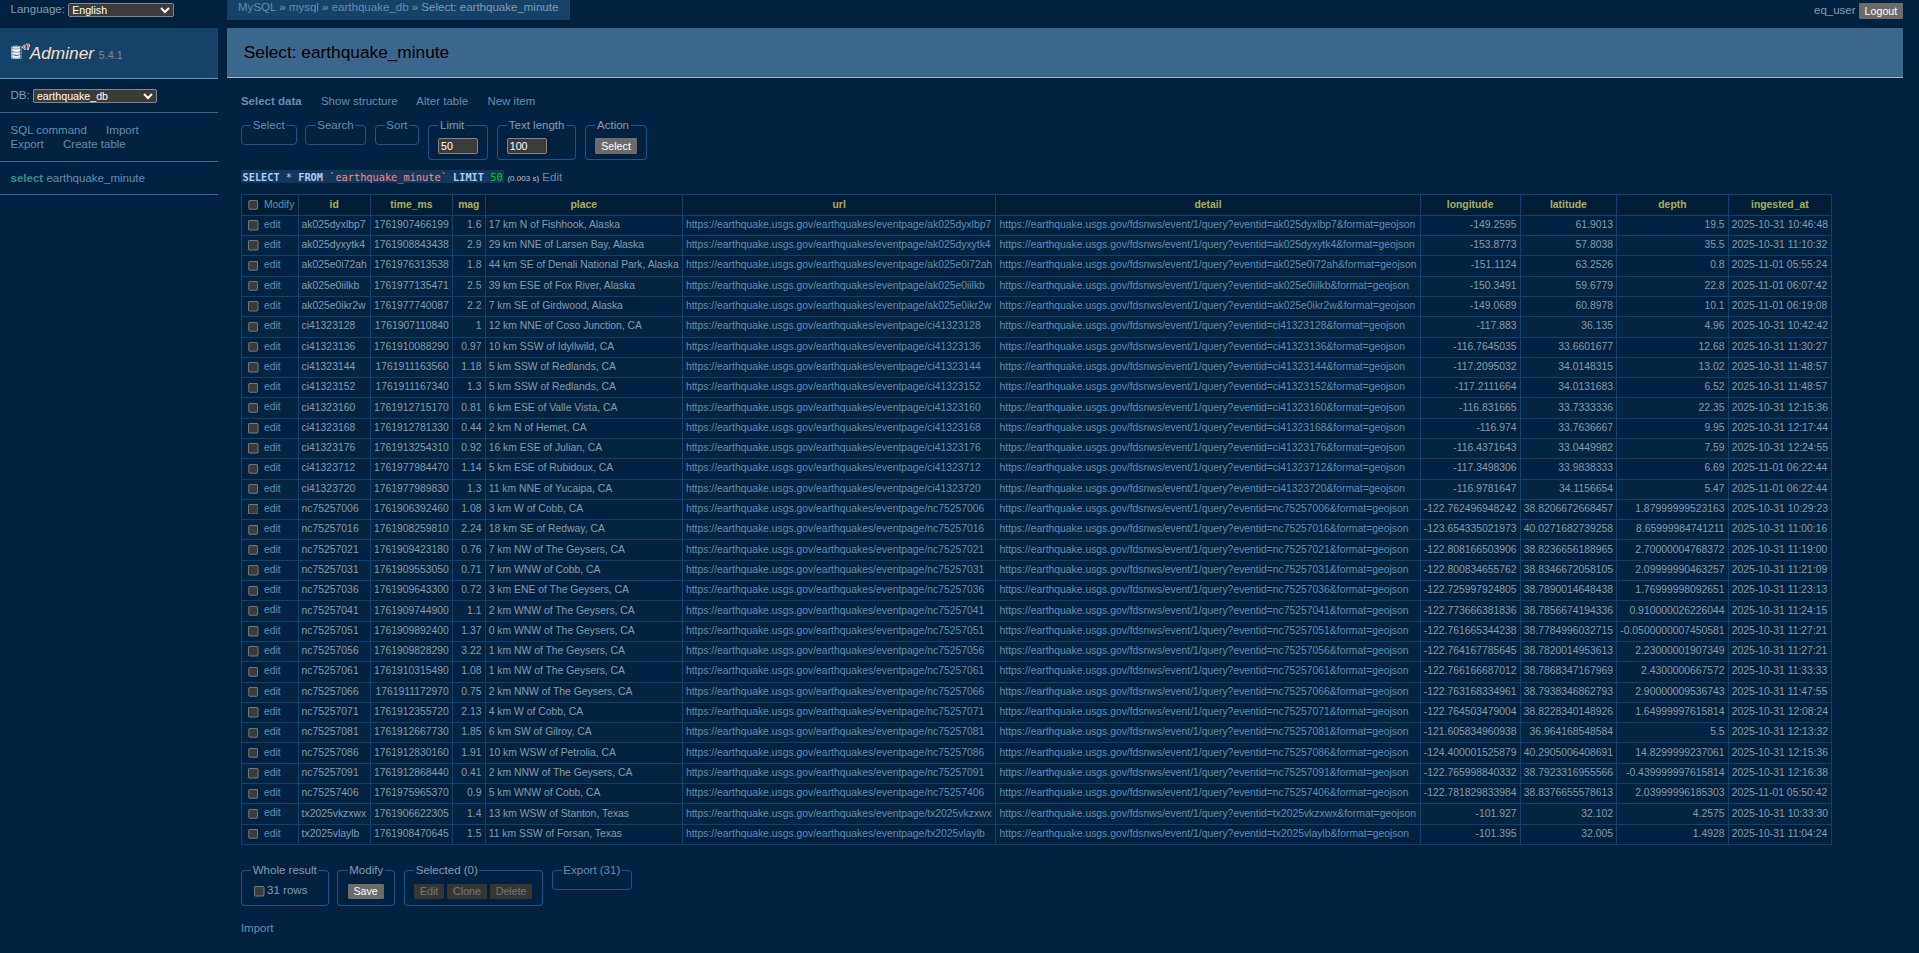 Language: English
MySQL » mysql » earthquake_db » Select: earthquake_minute
eq_user Logout
Adminer 5.4.1
Select: earthquake_minute
DB: earthquake_db
SQL command Import
Export Create table
select earthquake_minute
Select data Show structure Alter table New item
Select Search Sort Limit Text length Action
50 100 Select
SELECT * FROM `earthquake_minute` LIMIT 50 (0.003 s) Edit
Modify id time_ms mag place url detail longitude latitude depth ingested_at
edit ak025dyxlbp7 1761907466199 1.6 17 km N of Fishhook, Alaska https://earthquake.usgs.gov/earthquakes/eventpage/ak025dyxlbp7 https://earthquake.usgs.gov/fdsnws/event/1/query?eventid=ak025dyxlbp7&format=geojson -149.2595 61.9013 19.5 2025-10-31 10:46:48
edit ak025dyxytk4 1761908843438 2.9 29 km NNE of Larsen Bay, Alaska https://earthquake.usgs.gov/earthquakes/eventpage/ak025dyxytk4 https://earthquake.usgs.gov/fdsnws/event/1/query?eventid=ak025dyxytk4&format=geojson -153.8773 57.8038 35.5 2025-10-31 11:10:32
edit ak025e0i72ah 1761976313538 1.8 44 km SE of Denali National Park, Alaska https://earthquake.usgs.gov/earthquakes/eventpage/ak025e0i72ah https://earthquake.usgs.gov/fdsnws/event/1/query?eventid=ak025e0i72ah&format=geojson -151.1124 63.2526 0.8 2025-11-01 05:55:24
edit ak025e0iilkb 1761977135471 2.5 39 km ESE of Fox River, Alaska https://earthquake.usgs.gov/earthquakes/eventpage/ak025e0iilkb https://earthquake.usgs.gov/fdsnws/event/1/query?eventid=ak025e0iilkb&format=geojson -150.3491 59.6779 22.8 2025-11-01 06:07:42
edit ak025e0ikr2w 1761977740087 2.2 7 km SE of Girdwood, Alaska https://earthquake.usgs.gov/earthquakes/eventpage/ak025e0ikr2w https://earthquake.usgs.gov/fdsnws/event/1/query?eventid=ak025e0ikr2w&format=geojson -149.0689 60.8978 10.1 2025-11-01 06:19:08
edit ci41323128 1761907110840 1 12 km NNE of Coso Junction, CA https://earthquake.usgs.gov/earthquakes/eventpage/ci41323128 https://earthquake.usgs.gov/fdsnws/event/1/query?eventid=ci41323128&format=geojson -117.883 36.135 4.96 2025-10-31 10:42:42
edit ci41323136 1761910088290 0.97 10 km SSW of Idyllwild, CA https://earthquake.usgs.gov/earthquakes/eventpage/ci41323136 https://earthquake.usgs.gov/fdsnws/event/1/query?eventid=ci41323136&format=geojson -116.7645035 33.6601677 12.68 2025-10-31 11:30:27
edit ci41323144 1761911163560 1.18 5 km SSW of Redlands, CA https://earthquake.usgs.gov/earthquakes/eventpage/ci41323144 https://earthquake.usgs.gov/fdsnws/event/1/query?eventid=ci41323144&format=geojson -117.2095032 34.0148315 13.02 2025-10-31 11:48:57
edit ci41323152 1761911167340 1.3 5 km SSW of Redlands, CA https://earthquake.usgs.gov/earthquakes/eventpage/ci41323152 https://earthquake.usgs.gov/fdsnws/event/1/query?eventid=ci41323152&format=geojson -117.2111664 34.0131683 6.52 2025-10-31 11:48:57
edit ci41323160 1761912715170 0.81 6 km ESE of Valle Vista, CA https://earthquake.usgs.gov/earthquakes/eventpage/ci41323160 https://earthquake.usgs.gov/fdsnws/event/1/query?eventid=ci41323160&format=geojson -116.831665 33.7333336 22.35 2025-10-31 12:15:36
edit ci41323168 1761912781330 0.44 2 km N of Hemet, CA https://earthquake.usgs.gov/earthquakes/eventpage/ci41323168 https://earthquake.usgs.gov/fdsnws/event/1/query?eventid=ci41323168&format=geojson -116.974 33.7636667 9.95 2025-10-31 12:17:44
edit ci41323176 1761913254310 0.92 16 km ESE of Julian, CA https://earthquake.usgs.gov/earthquakes/eventpage/ci41323176 https://earthquake.usgs.gov/fdsnws/event/1/query?eventid=ci41323176&format=geojson -116.4371643 33.0449982 7.59 2025-10-31 12:24:55
edit ci41323712 1761977984470 1.14 5 km ESE of Rubidoux, CA https://earthquake.usgs.gov/earthquakes/eventpage/ci41323712 https://earthquake.usgs.gov/fdsnws/event/1/query?eventid=ci41323712&format=geojson -117.3498306 33.9838333 6.69 2025-11-01 06:22:44
edit ci41323720 1761977989830 1.3 11 km NNE of Yucaipa, CA https://earthquake.usgs.gov/earthquakes/eventpage/ci41323720 https://earthquake.usgs.gov/fdsnws/event/1/query?eventid=ci41323720&format=geojson -116.9781647 34.1156654 5.47 2025-11-01 06:22:44
edit nc75257006 1761906392460 1.08 3 km W of Cobb, CA https://earthquake.usgs.gov/earthquakes/eventpage/nc75257006 https://earthquake.usgs.gov/fdsnws/event/1/query?eventid=nc75257006&format=geojson -122.762496948242 38.8206672668457 1.87999999523163 2025-10-31 10:29:23
edit nc75257016 1761908259810 2.24 18 km SE of Redway, CA https://earthquake.usgs.gov/earthquakes/eventpage/nc75257016 https://earthquake.usgs.gov/fdsnws/event/1/query?eventid=nc75257016&format=geojson -123.654335021973 40.0271682739258 8.65999984741211 2025-10-31 11:00:16
edit nc75257021 1761909423180 0.76 7 km NW of The Geysers, CA https://earthquake.usgs.gov/earthquakes/eventpage/nc75257021 https://earthquake.usgs.gov/fdsnws/event/1/query?eventid=nc75257021&format=geojson -122.808166503906 38.8236656188965 2.70000004768372 2025-10-31 11:19:00
edit nc75257031 1761909553050 0.71 7 km WNW of Cobb, CA https://earthquake.usgs.gov/earthquakes/eventpage/nc75257031 https://earthquake.usgs.gov/fdsnws/event/1/query?eventid=nc75257031&format=geojson -122.800834655762 38.8346672058105 2.09999990463257 2025-10-31 11:21:09
edit nc75257036 1761909643300 0.72 3 km ENE of The Geysers, CA https://earthquake.usgs.gov/earthquakes/eventpage/nc75257036 https://earthquake.usgs.gov/fdsnws/event/1/query?eventid=nc75257036&format=geojson -122.725997924805 38.7890014648438 1.76999998092651 2025-10-31 11:23:13
edit nc75257041 1761909744900 1.1 2 km WNW of The Geysers, CA https://earthquake.usgs.gov/earthquakes/eventpage/nc75257041 https://earthquake.usgs.gov/fdsnws/event/1/query?eventid=nc75257041&format=geojson -122.773666381836 38.7856674194336 0.910000026226044 2025-10-31 11:24:15
edit nc75257051 1761909892400 1.37 0 km WNW of The Geysers, CA https://earthquake.usgs.gov/earthquakes/eventpage/nc75257051 https://earthquake.usgs.gov/fdsnws/event/1/query?eventid=nc75257051&format=geojson -122.761665344238 38.7784996032715 -0.0500000007450581 2025-10-31 11:27:21
edit nc75257056 1761909828290 3.22 1 km NW of The Geysers, CA https://earthquake.usgs.gov/earthquakes/eventpage/nc75257056 https://earthquake.usgs.gov/fdsnws/event/1/query?eventid=nc75257056&format=geojson -122.764167785645 38.7820014953613 2.23000001907349 2025-10-31 11:27:21
edit nc75257061 1761910315490 1.08 1 km NW of The Geysers, CA https://earthquake.usgs.gov/earthquakes/eventpage/nc75257061 https://earthquake.usgs.gov/fdsnws/event/1/query?eventid=nc75257061&format=geojson -122.766166687012 38.7868347167969 2.4300000667572 2025-10-31 11:33:33
edit nc75257066 1761911172970 0.75 2 km NNW of The Geysers, CA https://earthquake.usgs.gov/earthquakes/eventpage/nc75257066 https://earthquake.usgs.gov/fdsnws/event/1/query?eventid=nc75257066&format=geojson -122.763168334961 38.7938346862793 2.90000009536743 2025-10-31 11:47:55
edit nc75257071 1761912355720 2.13 4 km W of Cobb, CA https://earthquake.usgs.gov/earthquakes/eventpage/nc75257071 https://earthquake.usgs.gov/fdsnws/event/1/query?eventid=nc75257071&format=geojson -122.764503479004 38.8228340148926 1.64999997615814 2025-10-31 12:08:24
edit nc75257081 1761912667730 1.85 6 km SW of Gilroy, CA https://earthquake.usgs.gov/earthquakes/eventpage/nc75257081 https://earthquake.usgs.gov/fdsnws/event/1/query?eventid=nc75257081&format=geojson -121.605834960938 36.964168548584 5.5 2025-10-31 12:13:32
edit nc75257086 1761912830160 1.91 10 km WSW of Petrolia, CA https://earthquake.usgs.gov/earthquakes/eventpage/nc75257086 https://earthquake.usgs.gov/fdsnws/event/1/query?eventid=nc75257086&format=geojson -124.400001525879 40.2905006408691 14.8299999237061 2025-10-31 12:15:36
edit nc75257091 1761912868440 0.41 2 km NNW of The Geysers, CA https://earthquake.usgs.gov/earthquakes/eventpage/nc75257091 https://earthquake.usgs.gov/fdsnws/event/1/query?eventid=nc75257091&format=geojson -122.765998840332 38.7923316955566 -0.439999997615814 2025-10-31 12:16:38
edit nc75257406 1761975965370 0.9 5 km WNW of Cobb, CA https://earthquake.usgs.gov/earthquakes/eventpage/nc75257406 https://earthquake.usgs.gov/fdsnws/event/1/query?eventid=nc75257406&format=geojson -122.781829833984 38.8376655578613 2.03999996185303 2025-11-01 05:50:42
edit tx2025vkzxwx 1761906622305 1.4 13 km WSW of Stanton, Texas https://earthquake.usgs.gov/earthquakes/eventpage/tx2025vkzxwx https://earthquake.usgs.gov/fdsnws/event/1/query?eventid=tx2025vkzxwx&format=geojson -101.927 32.102 4.2575 2025-10-31 10:33:30
edit tx2025vlaylb 1761908470645 1.5 11 km SSW of Forsan, Texas https://earthquake.usgs.gov/earthquakes/eventpage/tx2025vlaylb https://earthquake.usgs.gov/fdsnws/event/1/query?eventid=tx2025vlaylb&format=geojson -101.395 32.005 1.4928 2025-10-31 11:04:24
Whole result Modify Selected (0) Export (31)
31 rows Save Edit Clone Delete
Import